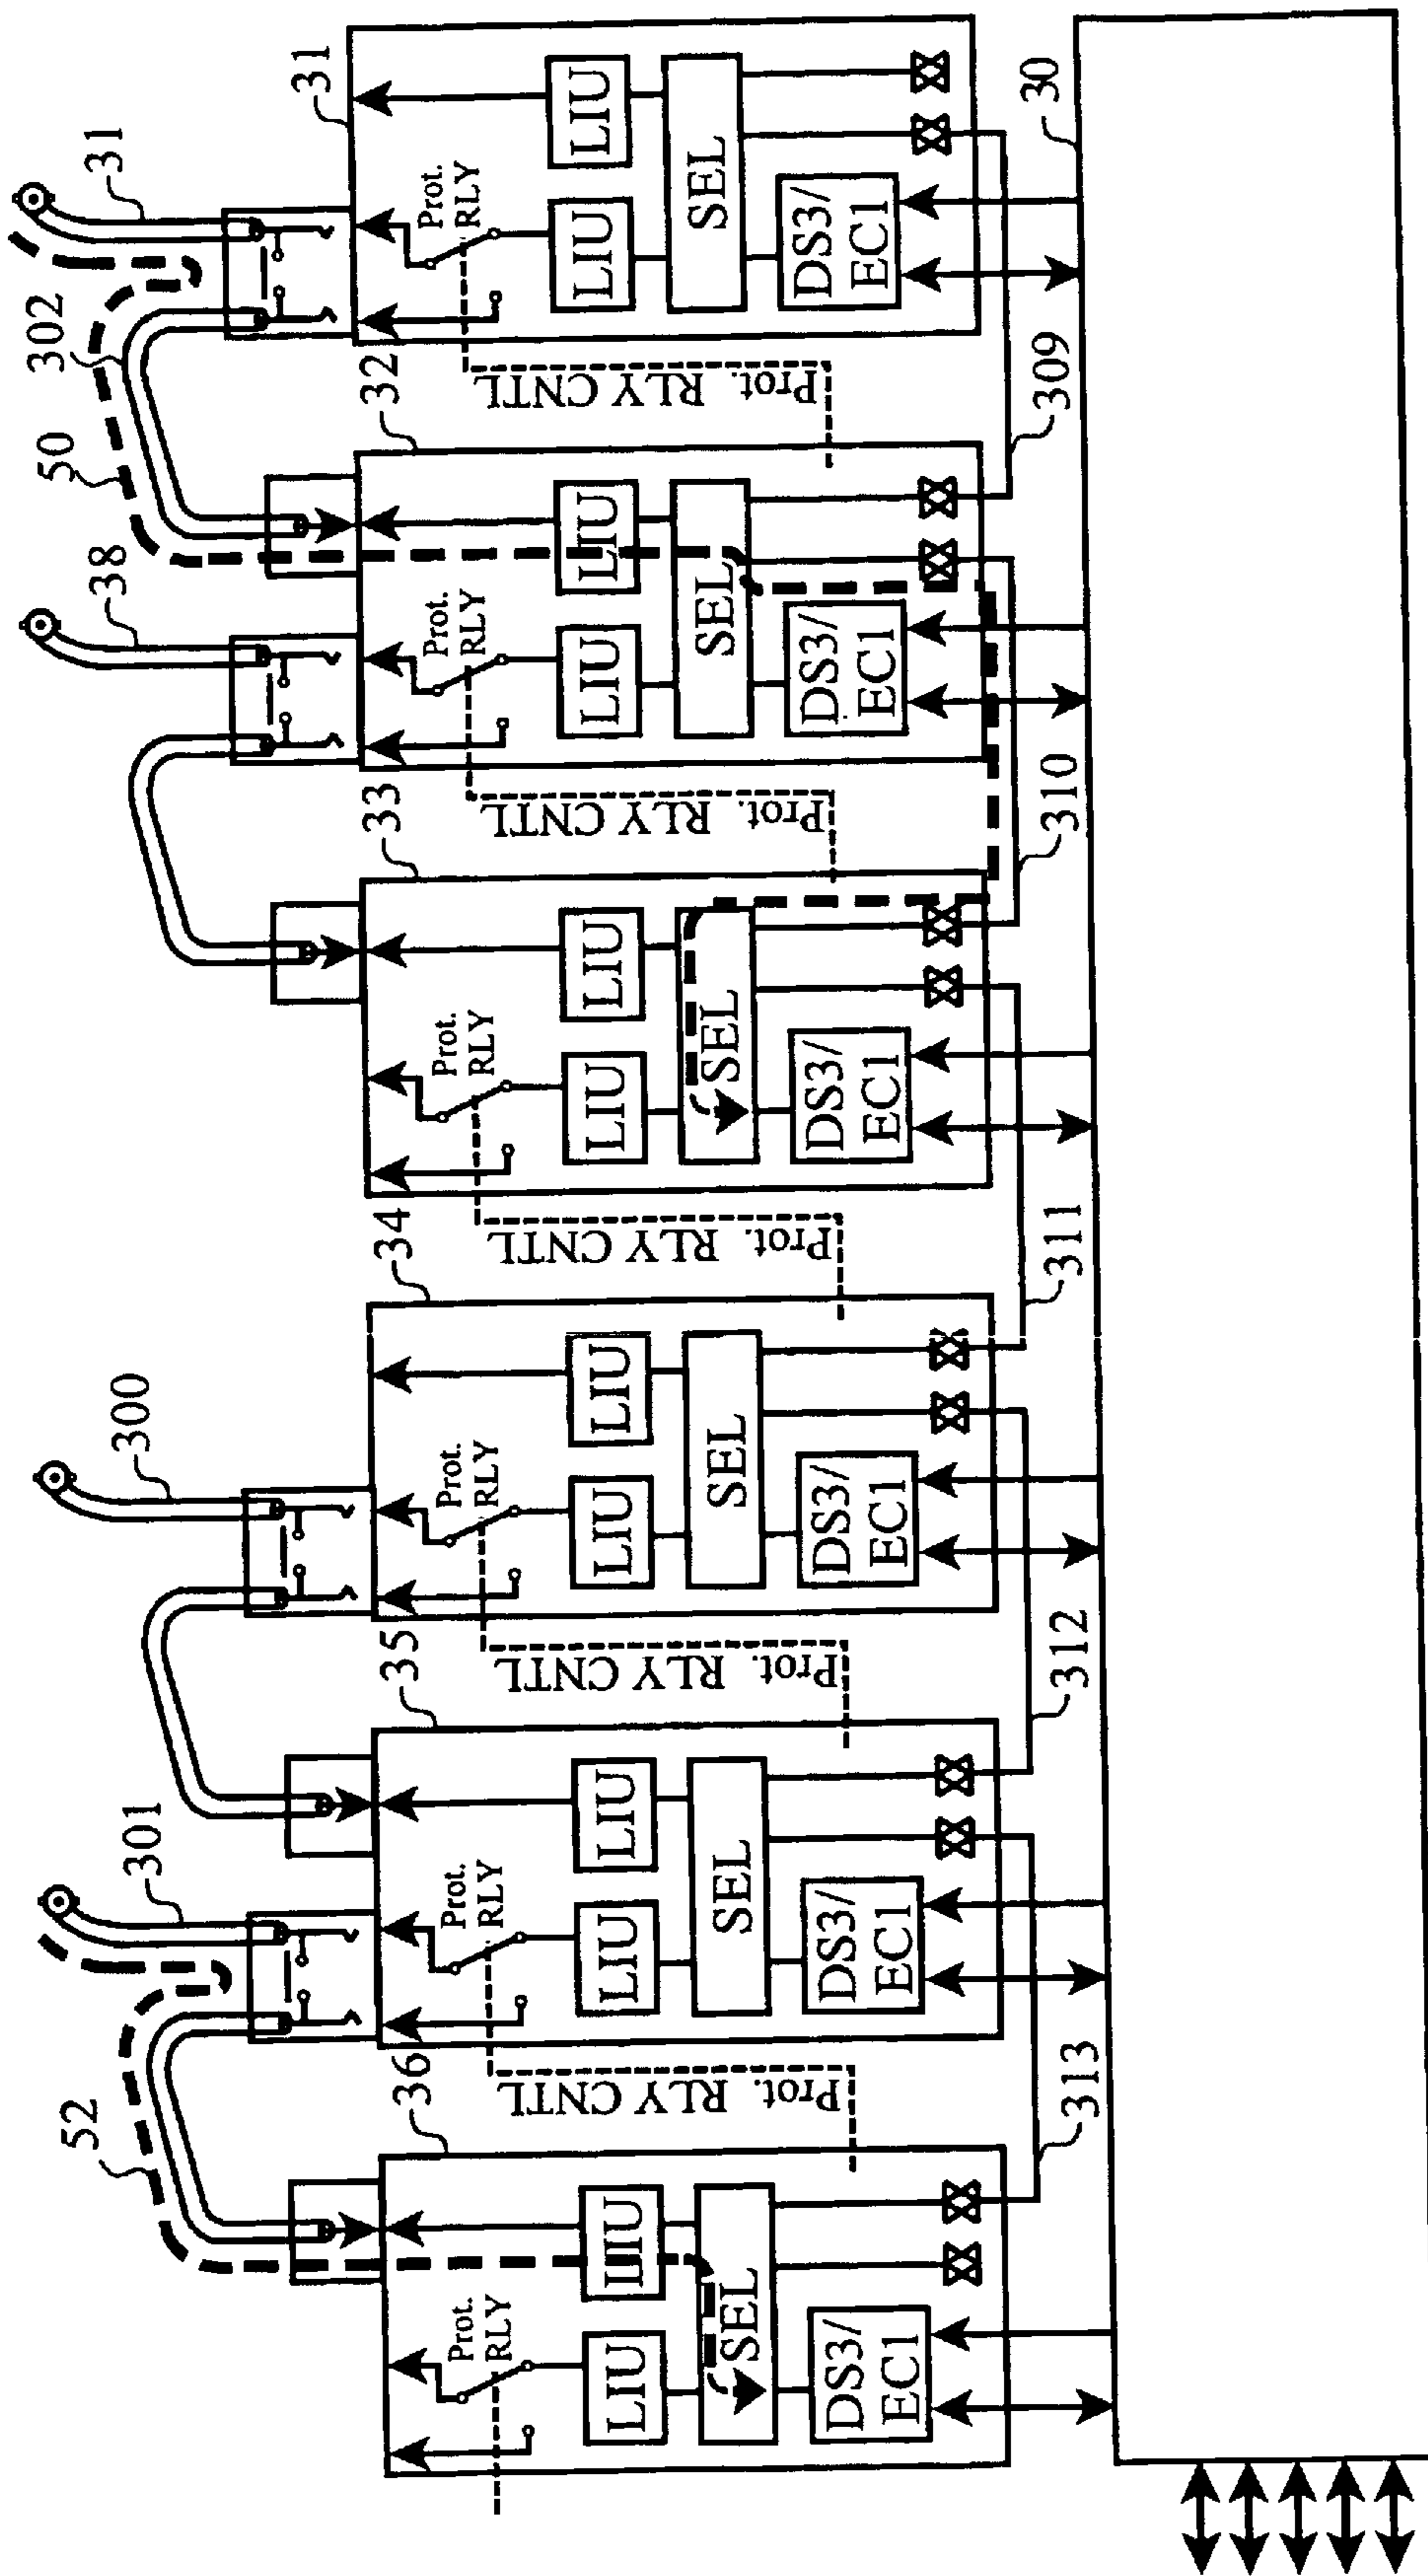 31
302
50
38
300
301
52
31
Prot.
RLY
LIU
LIU
SEL
DS3/
EC1
30
Prot. RLY CNTL
309
32
Prot.
RLY
LIU
LIU
SEL
DS3/
EC1
Prot. RLY CNTL
310
33
Prot.
RLY
LIU
LIU
SEL
DS3/
EC1
Prot. RLY CNTL
311
34
Prot.
RLY
LIU
LIU
SEL
DS3/
EC1
Prot. RLY CNTL
312
35
Prot.
RLY
LIU
LIU
SEL
DS3/
EC1
Prot. RLY CNTL
313
36
Prot.
RLY
LIU
LIU
SEL
DS3/
EC1